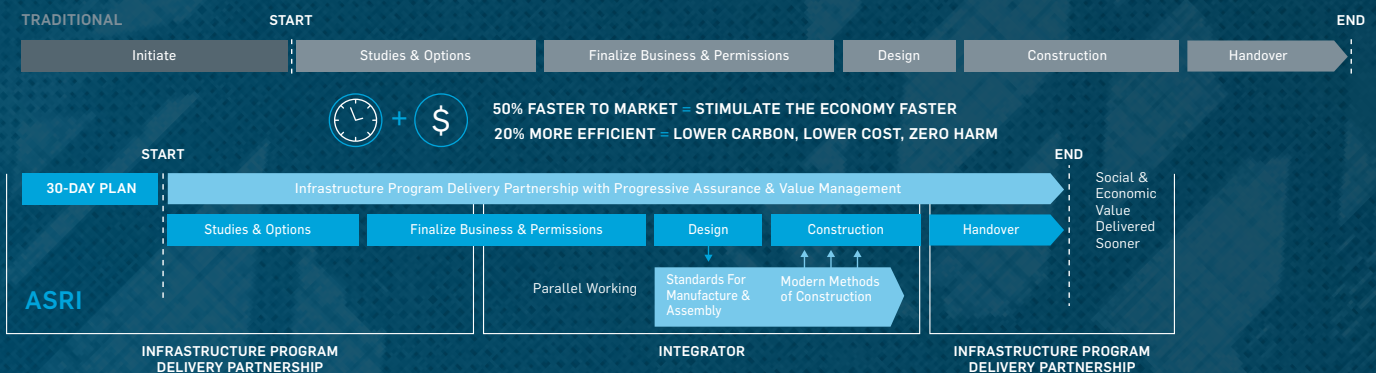 TRADITIONAL
START
END
Initiate
Studies & Options
Finalize Business & Permissions
Design
Construction
Handover
+
$
50% FASTER TO MARKET = STIMULATE THE ECONOMY FASTER
20% MORE EFFICIENT = LOWER CARBON, LOWER COST, ZERO HARM
START
END
30-DAY PLAN
Infrastructure Program Delivery Partnership with Progressive Assurance & Value Management
Social &
Economic
Value
Delivered
Sooner
Studies & Options
Finalize Business & Permissions
Design
Construction
Handover
Parallel Working
Standards For
Manufacture &
Assembly
Modern Methods
of Construction
ASRI
INFRASTRUCTURE PROGRAM
DELIVERY PARTNERSHIP
INTEGRATOR
INFRASTRUCTURE PROGRAM
DELIVERY PARTNERSHIP